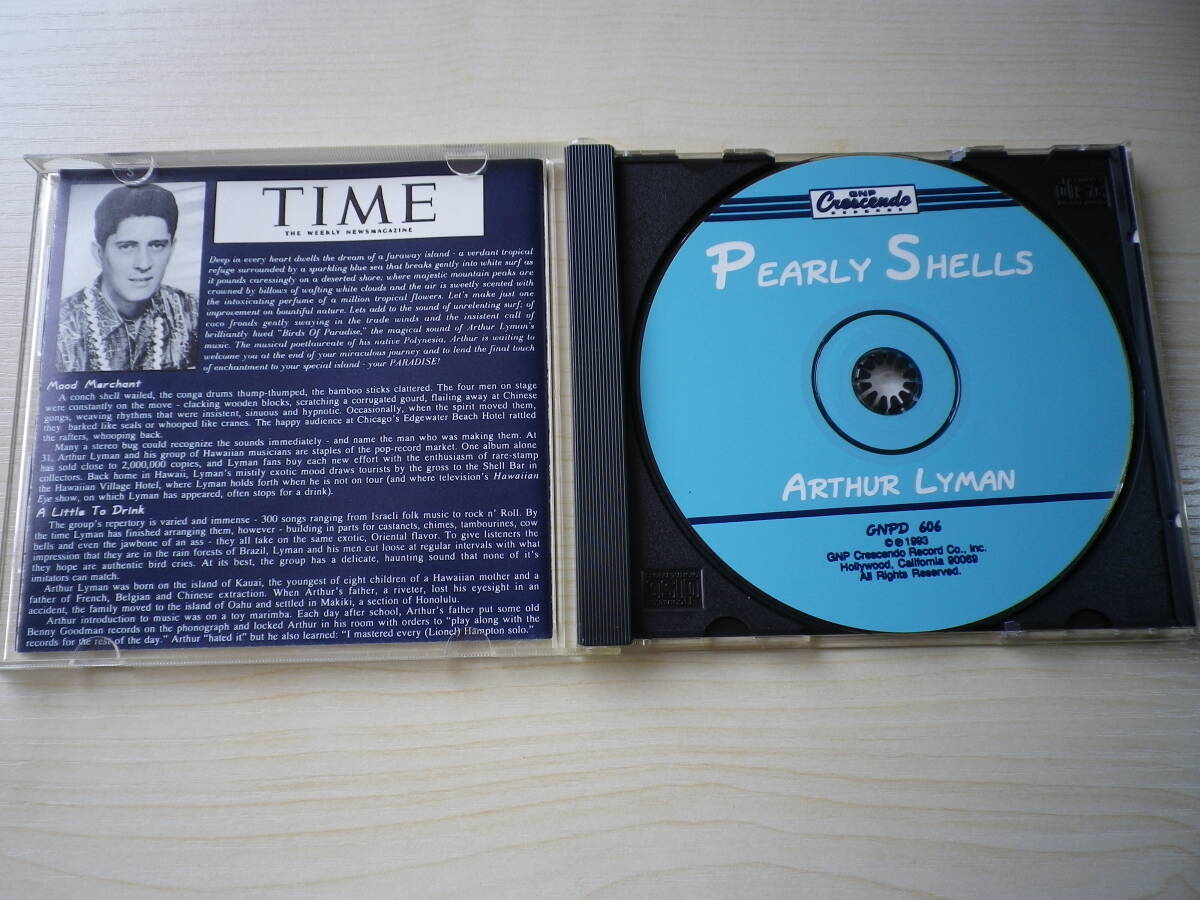 TIME
THE WEEKLY NEWSMAGAZINE
Deep in every heart dwells the dream of a faraway island - a verdant tropical
refuge surrounded by a sparkling blue sea that breaks gently into white surf as
it pounds caressingly on a deserted shore; where majestic mountain peaks are
crowned by billows of wafting white clouds and the air is sweetly scented with
the intoxicating perfume of a million tropical flowers. Let's make just one
improvement on bountiful nature. Lets add to the sound of unrelenting surf; of
coco fronds gently swaying in the trade winds and the insistent call of
brilliantly hued "Birds Of Paradise," the magical sound of Arthur Lyman's
music. The musical poetlaureate of his native Polynesia, Arthur is waiting to
welcome you at the end of your miraculous journey and to lend the final touch
of enchantment to your special island - your PARADISE!
Mood Merchant
A conch shell wailed, the conga drums thump-thumped, the bamboo sticks clattered. The four men on stage
were constantly on the move - clacking wooden blocks, scratching a corrugated gourd, flailing away at Chinese
gongs, weaving rhythms that were insistent, sinuous and hypnotic. Occasionally, when the spirit moved them,
they barked like seals or whooped like cranes. The happy audience at Chicago's Edgewater Beach Hotel rattled
the rafters, whooping back.
Many a stereo bug could recognize the sounds immediately - and name the man who was making them. At
31, Arthur Lyman and his group of Hawaiian musicians are staples of the pop-record market. One album alone
has sold close to 2,000,000 copies, and Lyman fans buy each new effort with the enthusiasm of rare-stamp
collectors. Back home in Hawaii, Lyman's mistily exotic mood draws tourists by the gross to the Shell Bar in
the Hawaiian Village Hotel, where Lyman holds forth when he is not on tour (and where television's Hawaiian
Eye show, on which Lyman has appeared, often stops for a drink).
A Little To Drink
The group's repertory is varied and immense - 300 songs ranging from Israeli folk music to rock n' Roll. By
the time Lyman has finished arranging them, however - building in parts for castanets, chimes, tambourines, cow
bells and even the jawbone of an ass - they all take on the same exotic, Oriental flavor. To give listeners the
impression that they are in the rain forests of Brazil, Lyman and his men cut loose at regular intervals with what
they hope are authentic bird cries. At its best, the group has a delicate, haunting sound that none of it's
imitators can match.
Arthur Lyman was born on the island of Kauai, the youngest of eight children of a Hawaiian mother and a
father of French, Belgian and Chinese extraction. When Arthur's father, a riveter, lost his eyesight in an
accident, the family moved to the island of Oahu and settled in Makiki, a section of Honolulu.
Arthur introduction to music was on a toy marimba. Each day after school, Arthur's father put some old
Benny Goodman records on the phonograph and locked Arthur in his room with orders to "play along with the
records for the rest of the day." Arthur "hated it" but he also learned: "I mastered every (Lionel) Hampton solo."
GNP
Crescendo
RECORDS
PEARLY SHELLS
ARTHUR LYMAN
GNPD 606
© ℗ 1993
GNP Crescendo Record Co., Inc.
Hollywood, California 90069
All Rights Reserved.